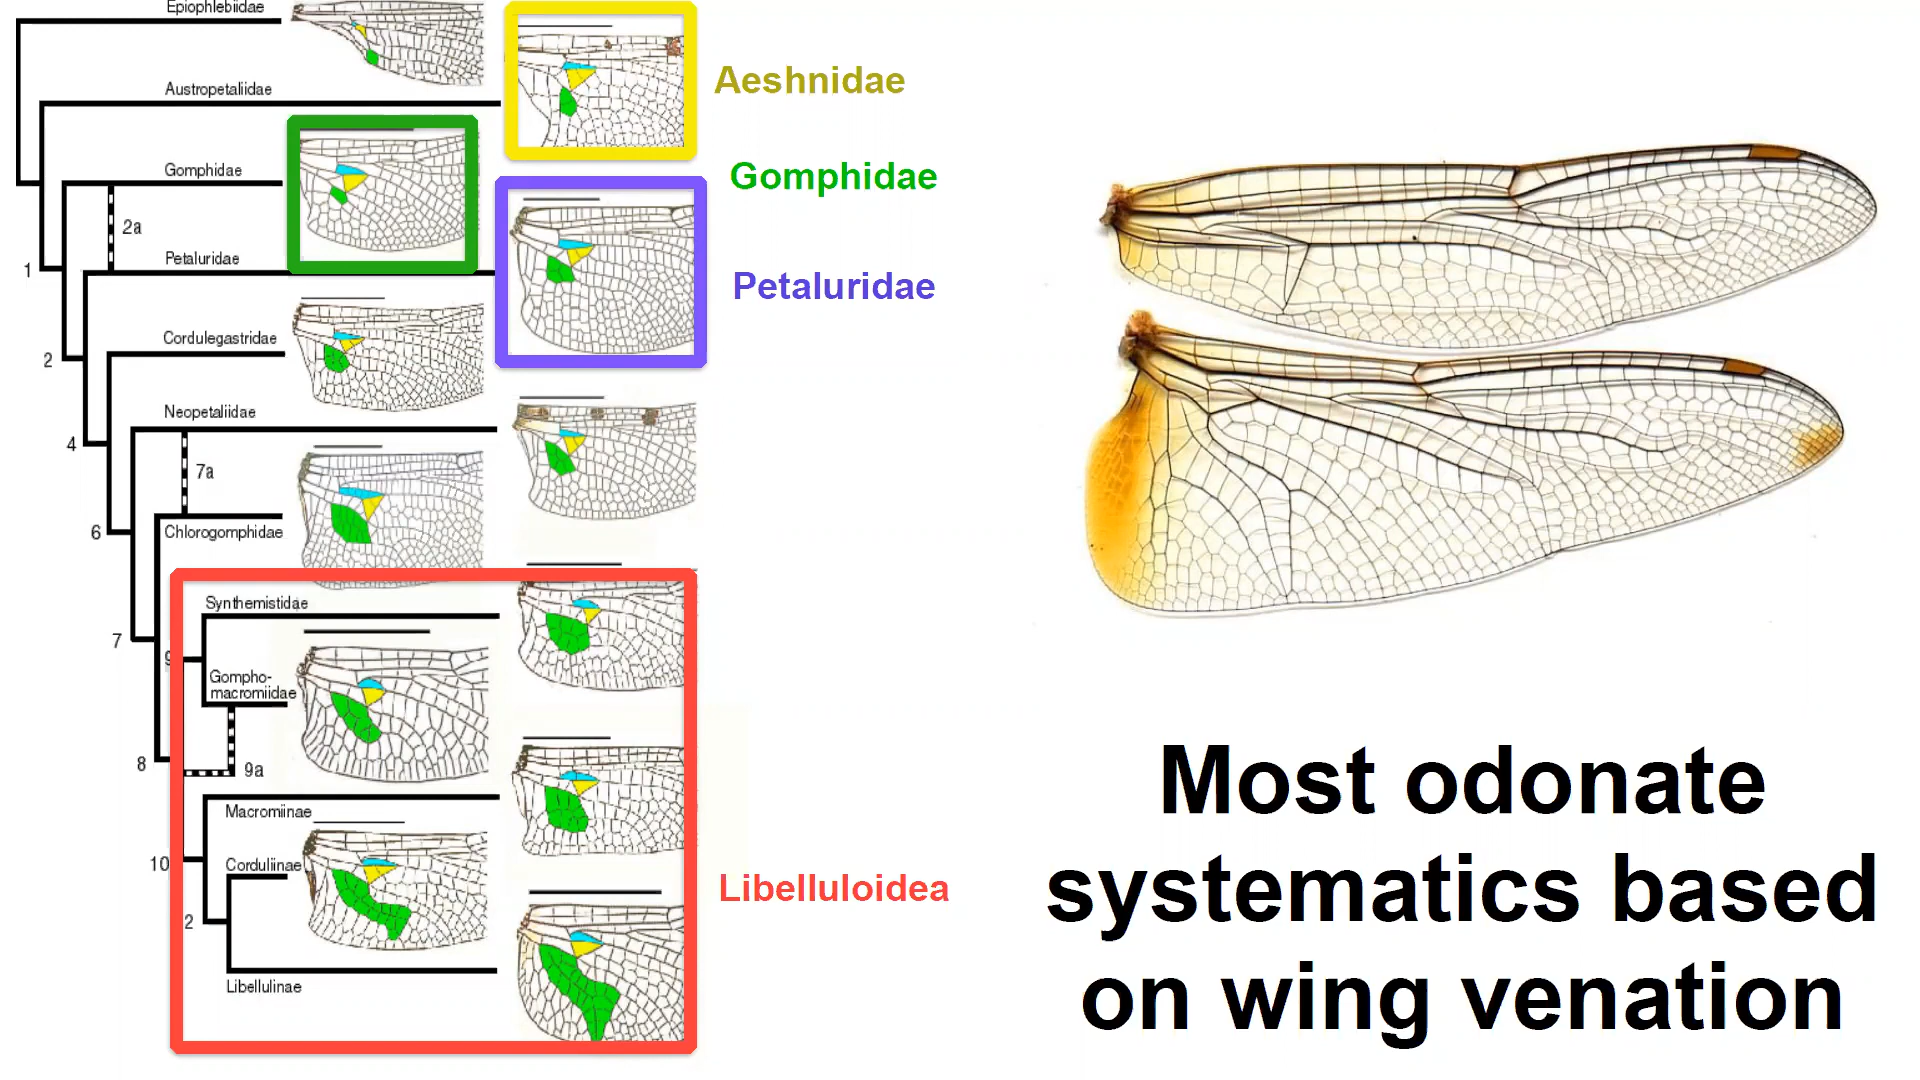 Epiophlebiidae
Austropetaliidae
Gomphidae
2a
Petaluridae
1
Cordulegastridae
2
Neopetaliidae
4
7a
Chlorogomphidae
6
Synthemistidae
7
9
Gompho-
macromiidae
8
9a
Macromiinae
10
Corduliinae
2
Libellulinae
Aeshnidae
Gomphidae
Petaluridae
Libelluloidea
Most odonate
systematics based
on wing venation